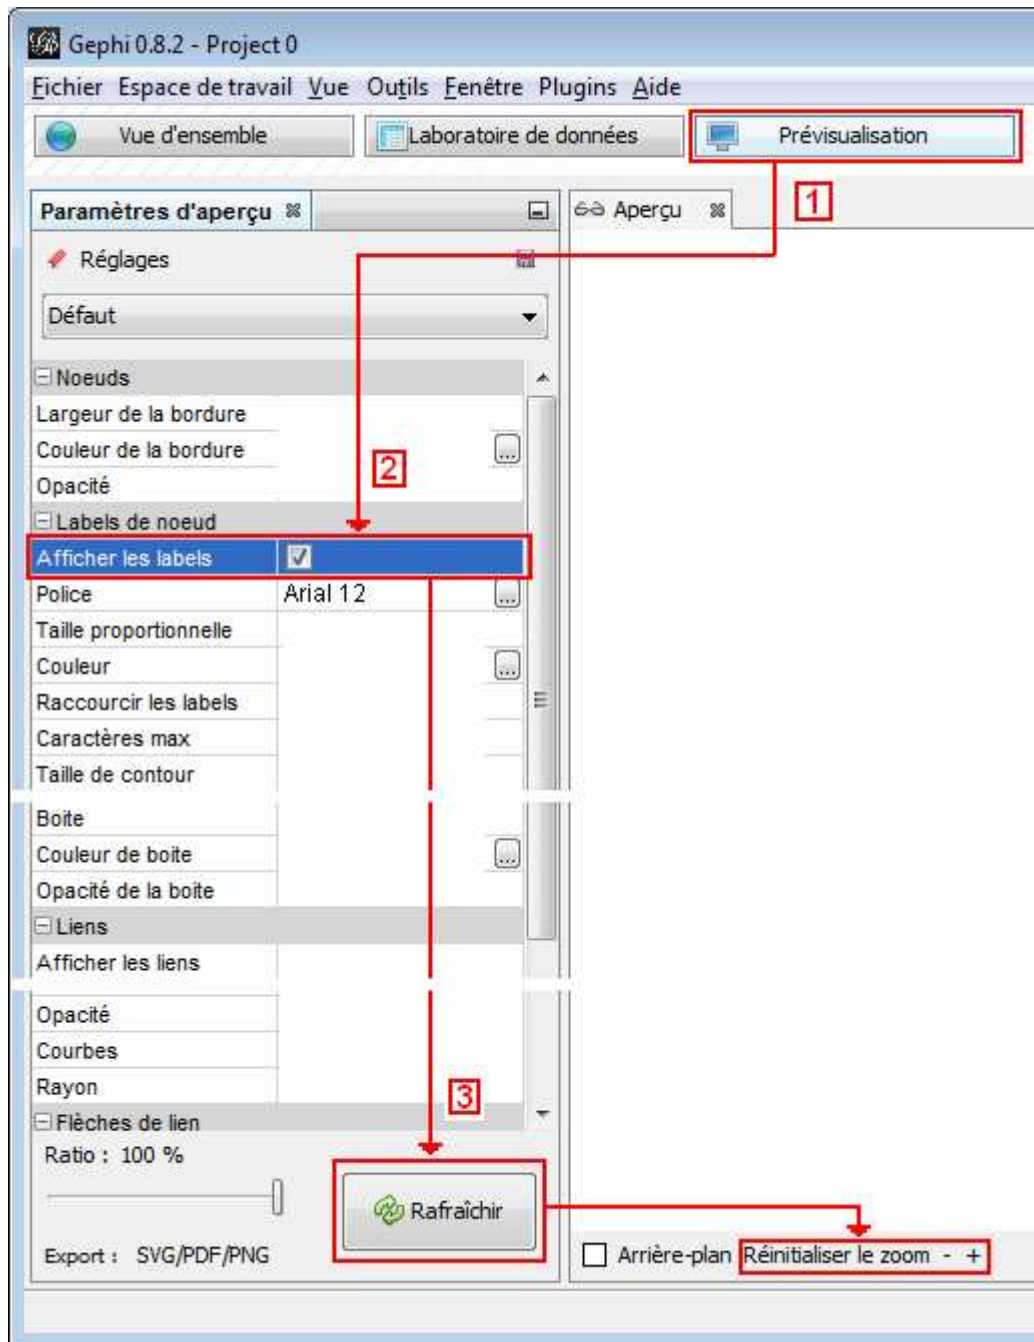 Gephi 0.8.2 - Project 0
Fichier Espace de travail Vue Outils Fenêtre Plugins Aide
Vue d'ensemble Laboratoire de données Prévisualisation
1
Paramètres d'aperçu Aperçu
Réglages
Défaut
Noeuds
Largeur de la bordure
Couleur de la bordure ...
2
Opacité
Labels de noeud
Afficher les labels
Police Arial 12 ...
Taille proportionnelle
Couleur ...
Raccourcir les labels
Caractères max
Taille de contour
Boite
Couleur de boite ...
Opacité de la boite
Liens
Afficher les liens
Opacité
Courbes
Rayon
3
Flèches de lien
Ratio : 100 %
Rafraîchir
Export : SVG/PDF/PNG
Arrière-plan Réinitialiser le zoom - +